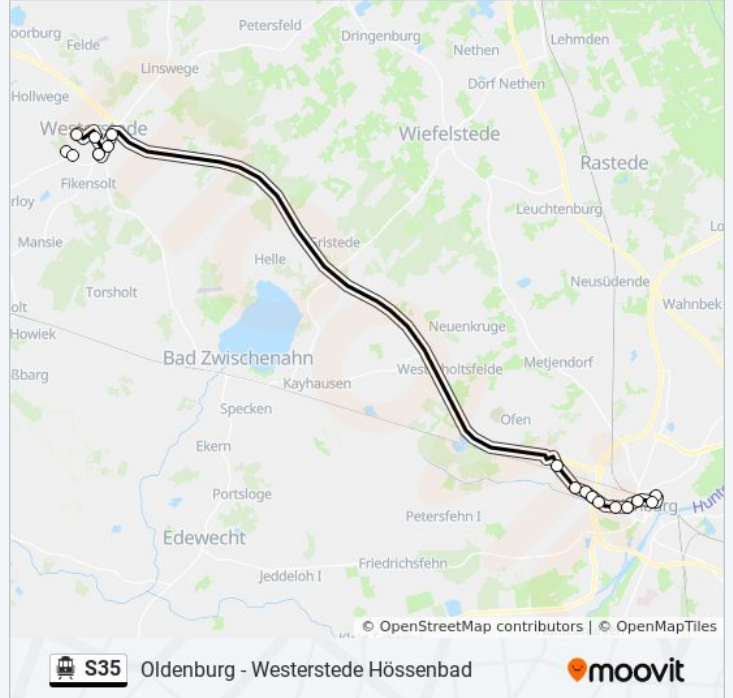 Petersfeld
oorburg
Felde
Dringenburg
Lehmden
Nethen
Linswege
Dorf Nethen
Hollwege
Westerstede
Wiefelstede
Rastede
Fikensolt
rloy
Leuchtenburg
Lo
Mansie
Gristede
Helle
Neusüdende
Torsholt
Wahnbek
olt
Howiek
Neuenkruge
Bad Zwischenahn
Metjendorf
ßbarg
Kayhausen
Specken
Ofen
Ekern
Portsloge
Hunte
Petersfehn I
Edewecht
Friedrichsfehn
Jeddeloh I
© OpenStreetMap contributors | © OpenMapTiles
S35 Oldenburg - Westerstede Hössenbad
moovit